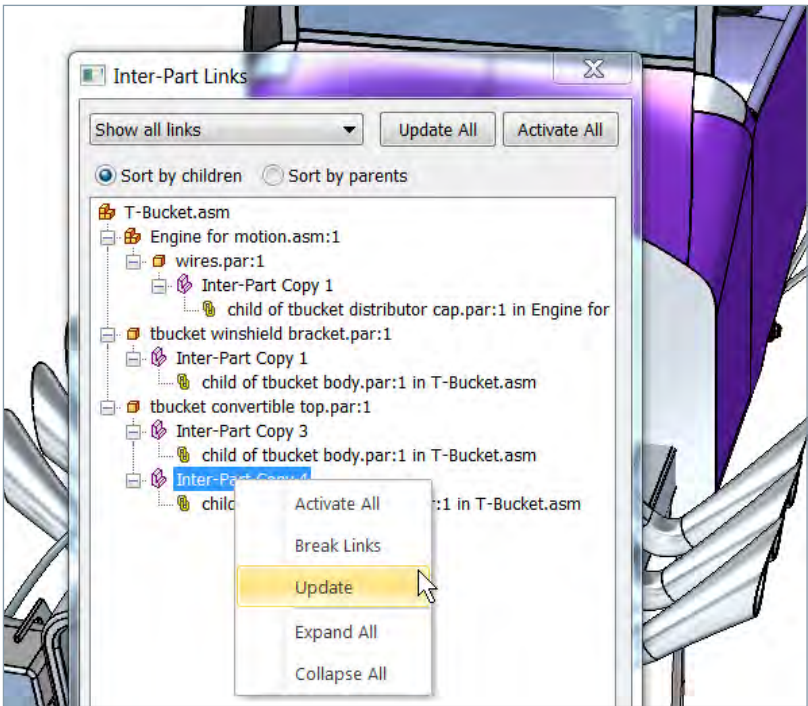 Inter-Part Links
Show all links
Update All
Activate All
Sort by children
Sort by parents
T-Bucket.asm
Engine for motion.asm:1
wires.par:1
Inter-Part Copy 1
child of tbucket distributor cap.par:1 in Engine for
tbucket winshield bracket.par:1
Inter-Part Copy 1
child of tbucket body.par:1 in T-Bucket.asm
tbucket convertible top.par:1
Inter-Part Copy 3
child of tbucket body.par:1 in T-Bucket.asm
Inter-Part Copy 4
:1 in T-Bucket.asm
Activate All
Break Links
Update
Expand All
Collapse All